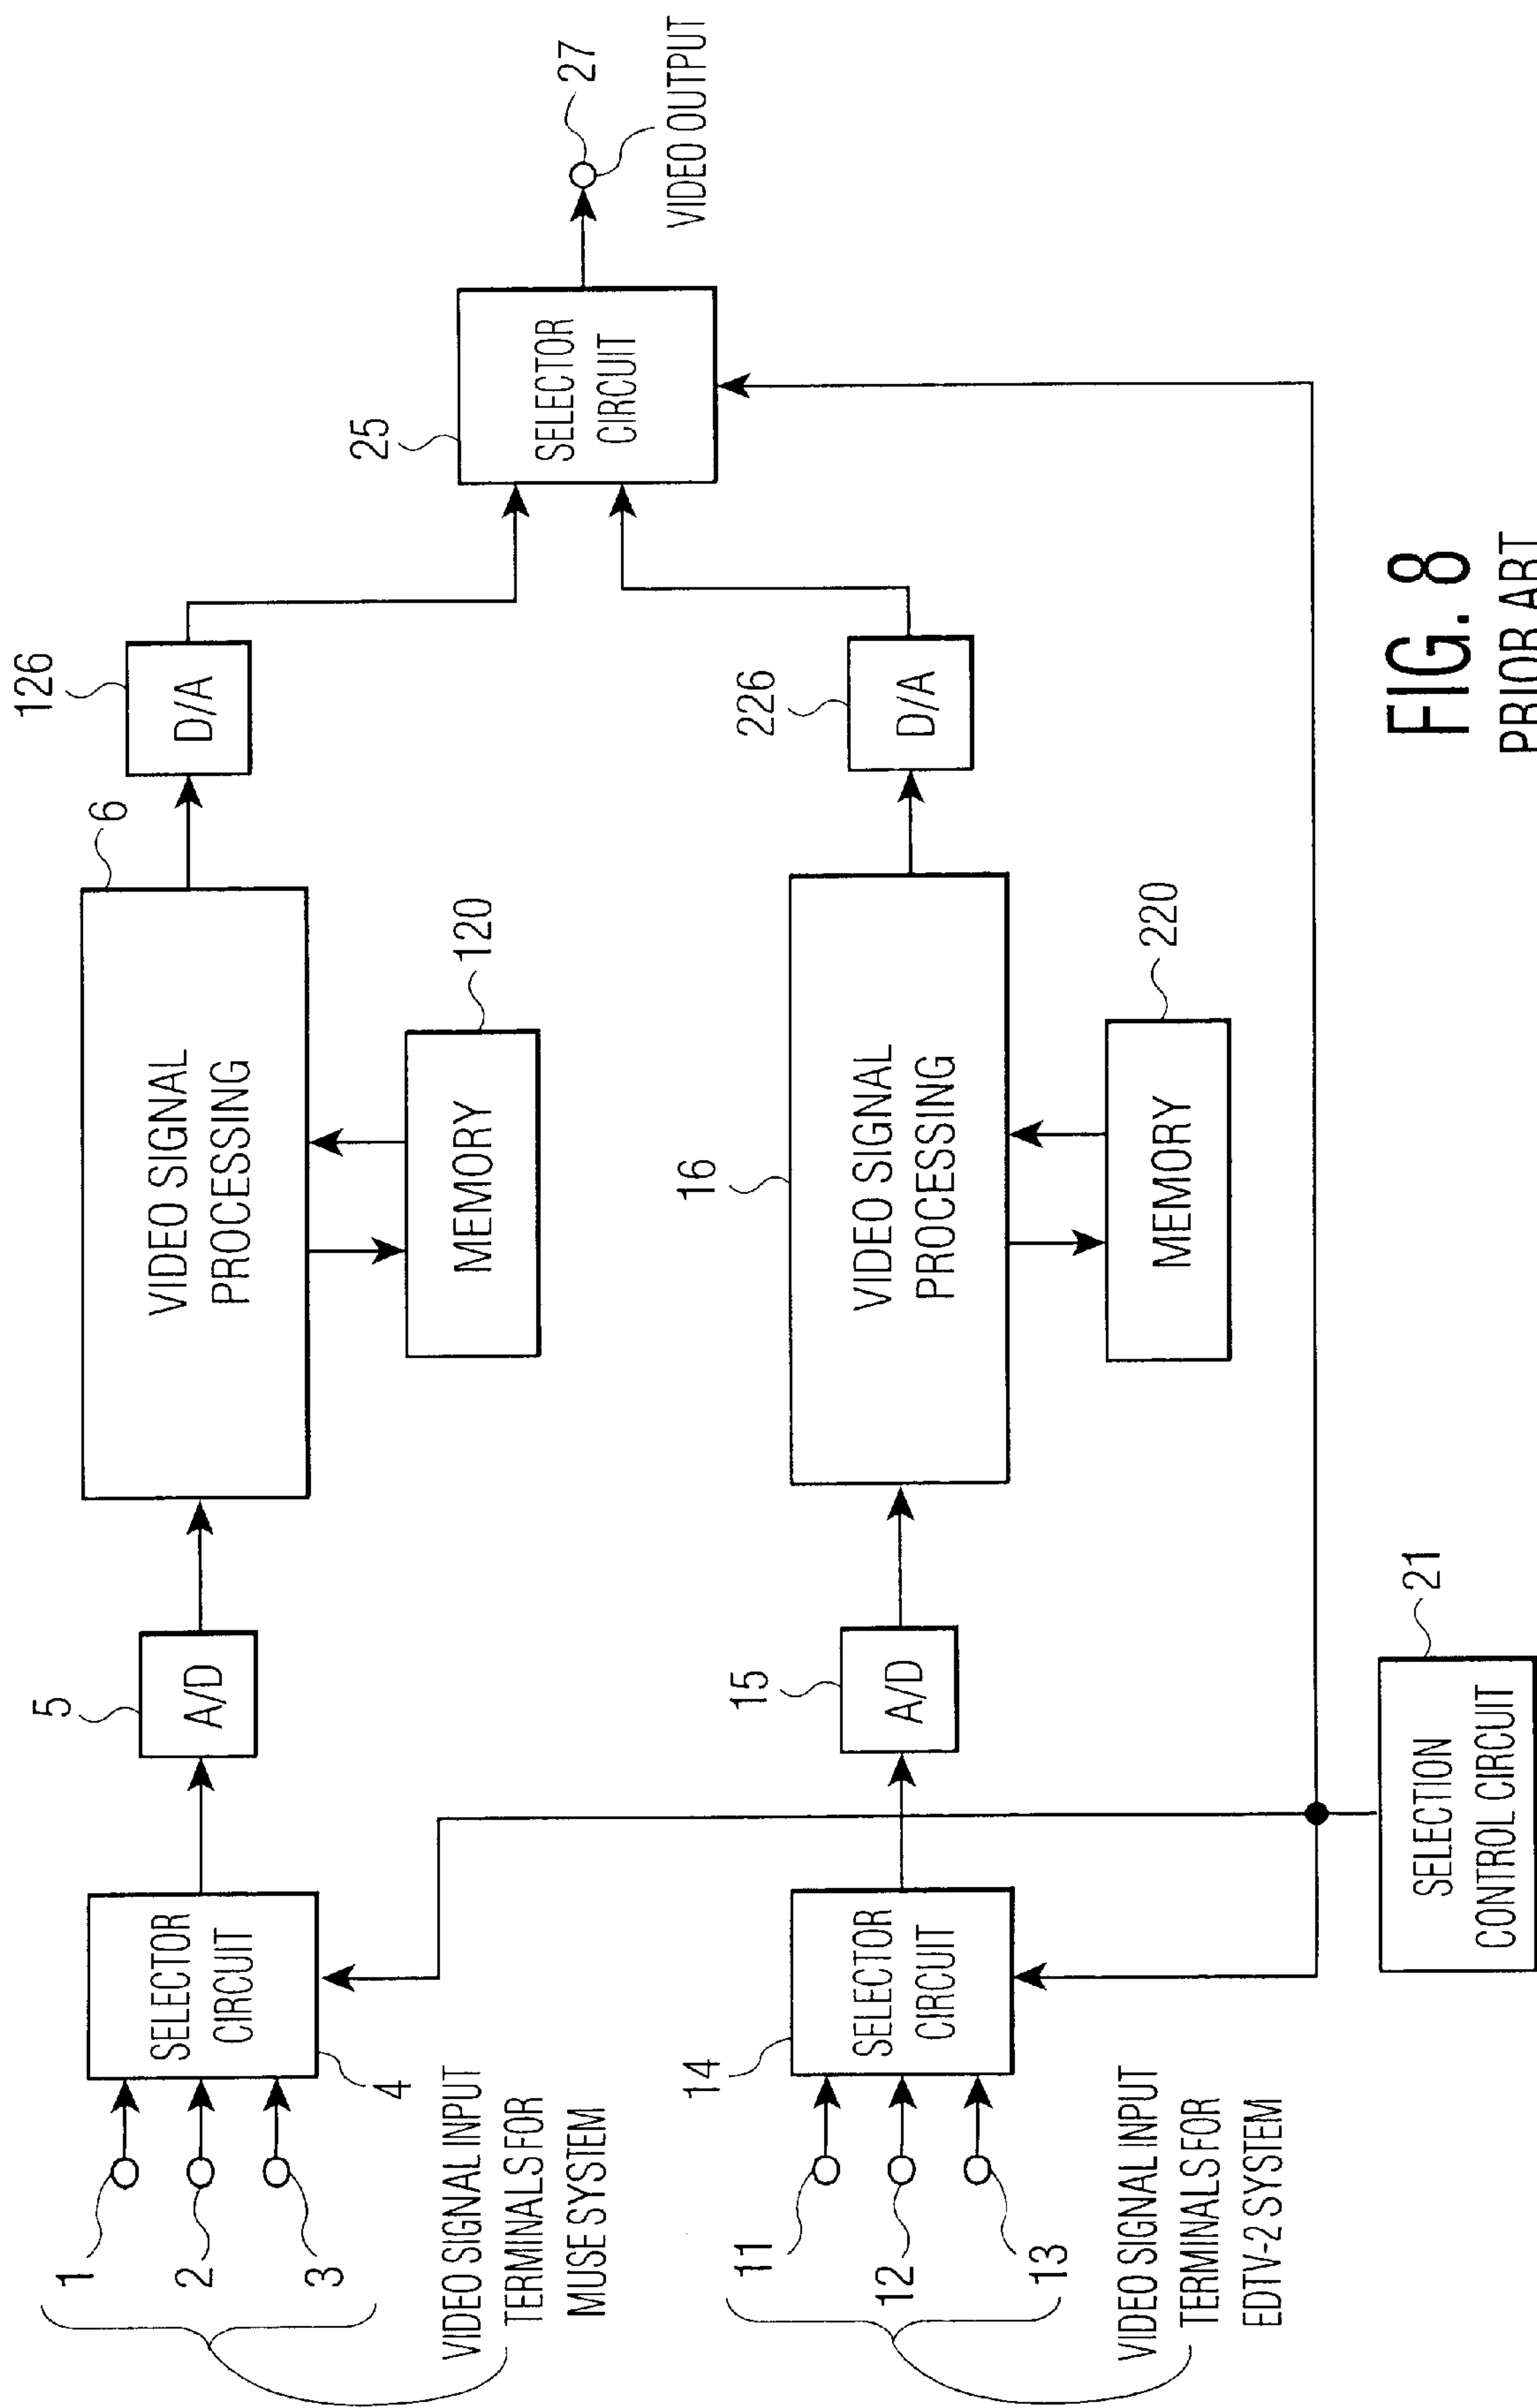 1
2
3
VIDEO SIGNAL INPUT
TERMINALS FOR
MUSE SYSTEM
SELECTOR
CIRCUIT
4
5
A/D
VIDEO SIGNAL
PROCESSING
6
MEMORY
120
126
D/A
11
12
13
VIDEO SIGNAL INPUT
TERMINALS FOR
EDTV-2 SYSTEM
14
SELECTOR
CIRCUIT
15
A/D
16
VIDEO SIGNAL
PROCESSING
MEMORY
220
226
D/A
25
SELECTOR
CIRCUIT
27
VIDEO OUTPUT
21
SELECTION
CONTROL CIRCUIT
FIG. 8
PRIOR ART